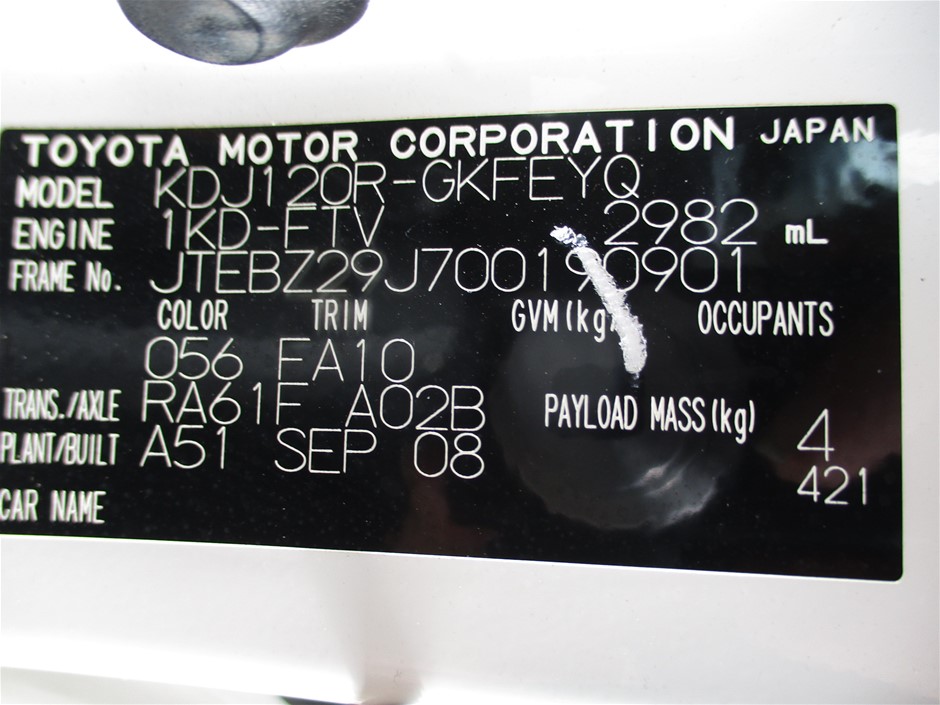 TOYOTA MOTOR CORPORATION JAPAN
MODEL KDJ120R-GKFEYQ
ENGINE 1KD-FTV 2982 mL
FRAME No. JTEBZ29J700190901
COLOR TRIM GVM(kg) OCCUPANTS
056 FA10
TRANS./AXLE RA61F A02B PAYLOAD MASS(kg) 4
PLANT/BUILT A51 SEP 08 421
CAR NAME